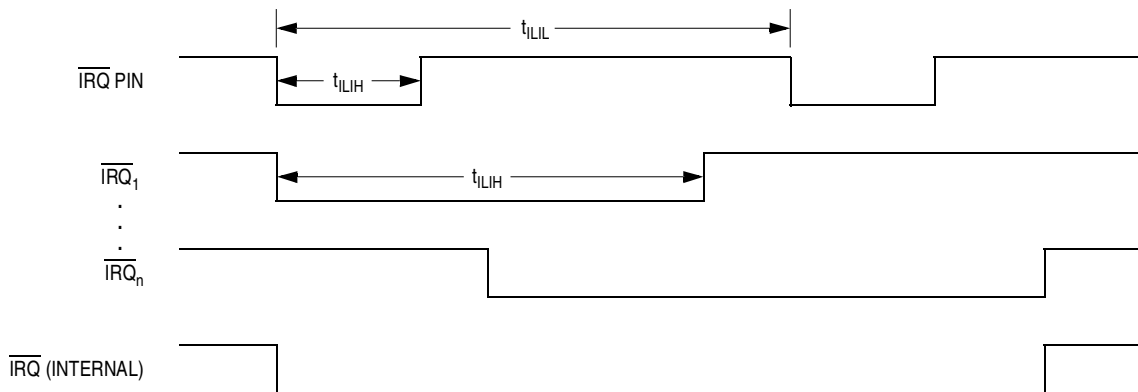 tILIL
IRQ PIN
tILIH
IRQ1
tILIH
.
.
.
IRQn
IRQ (INTERNAL)